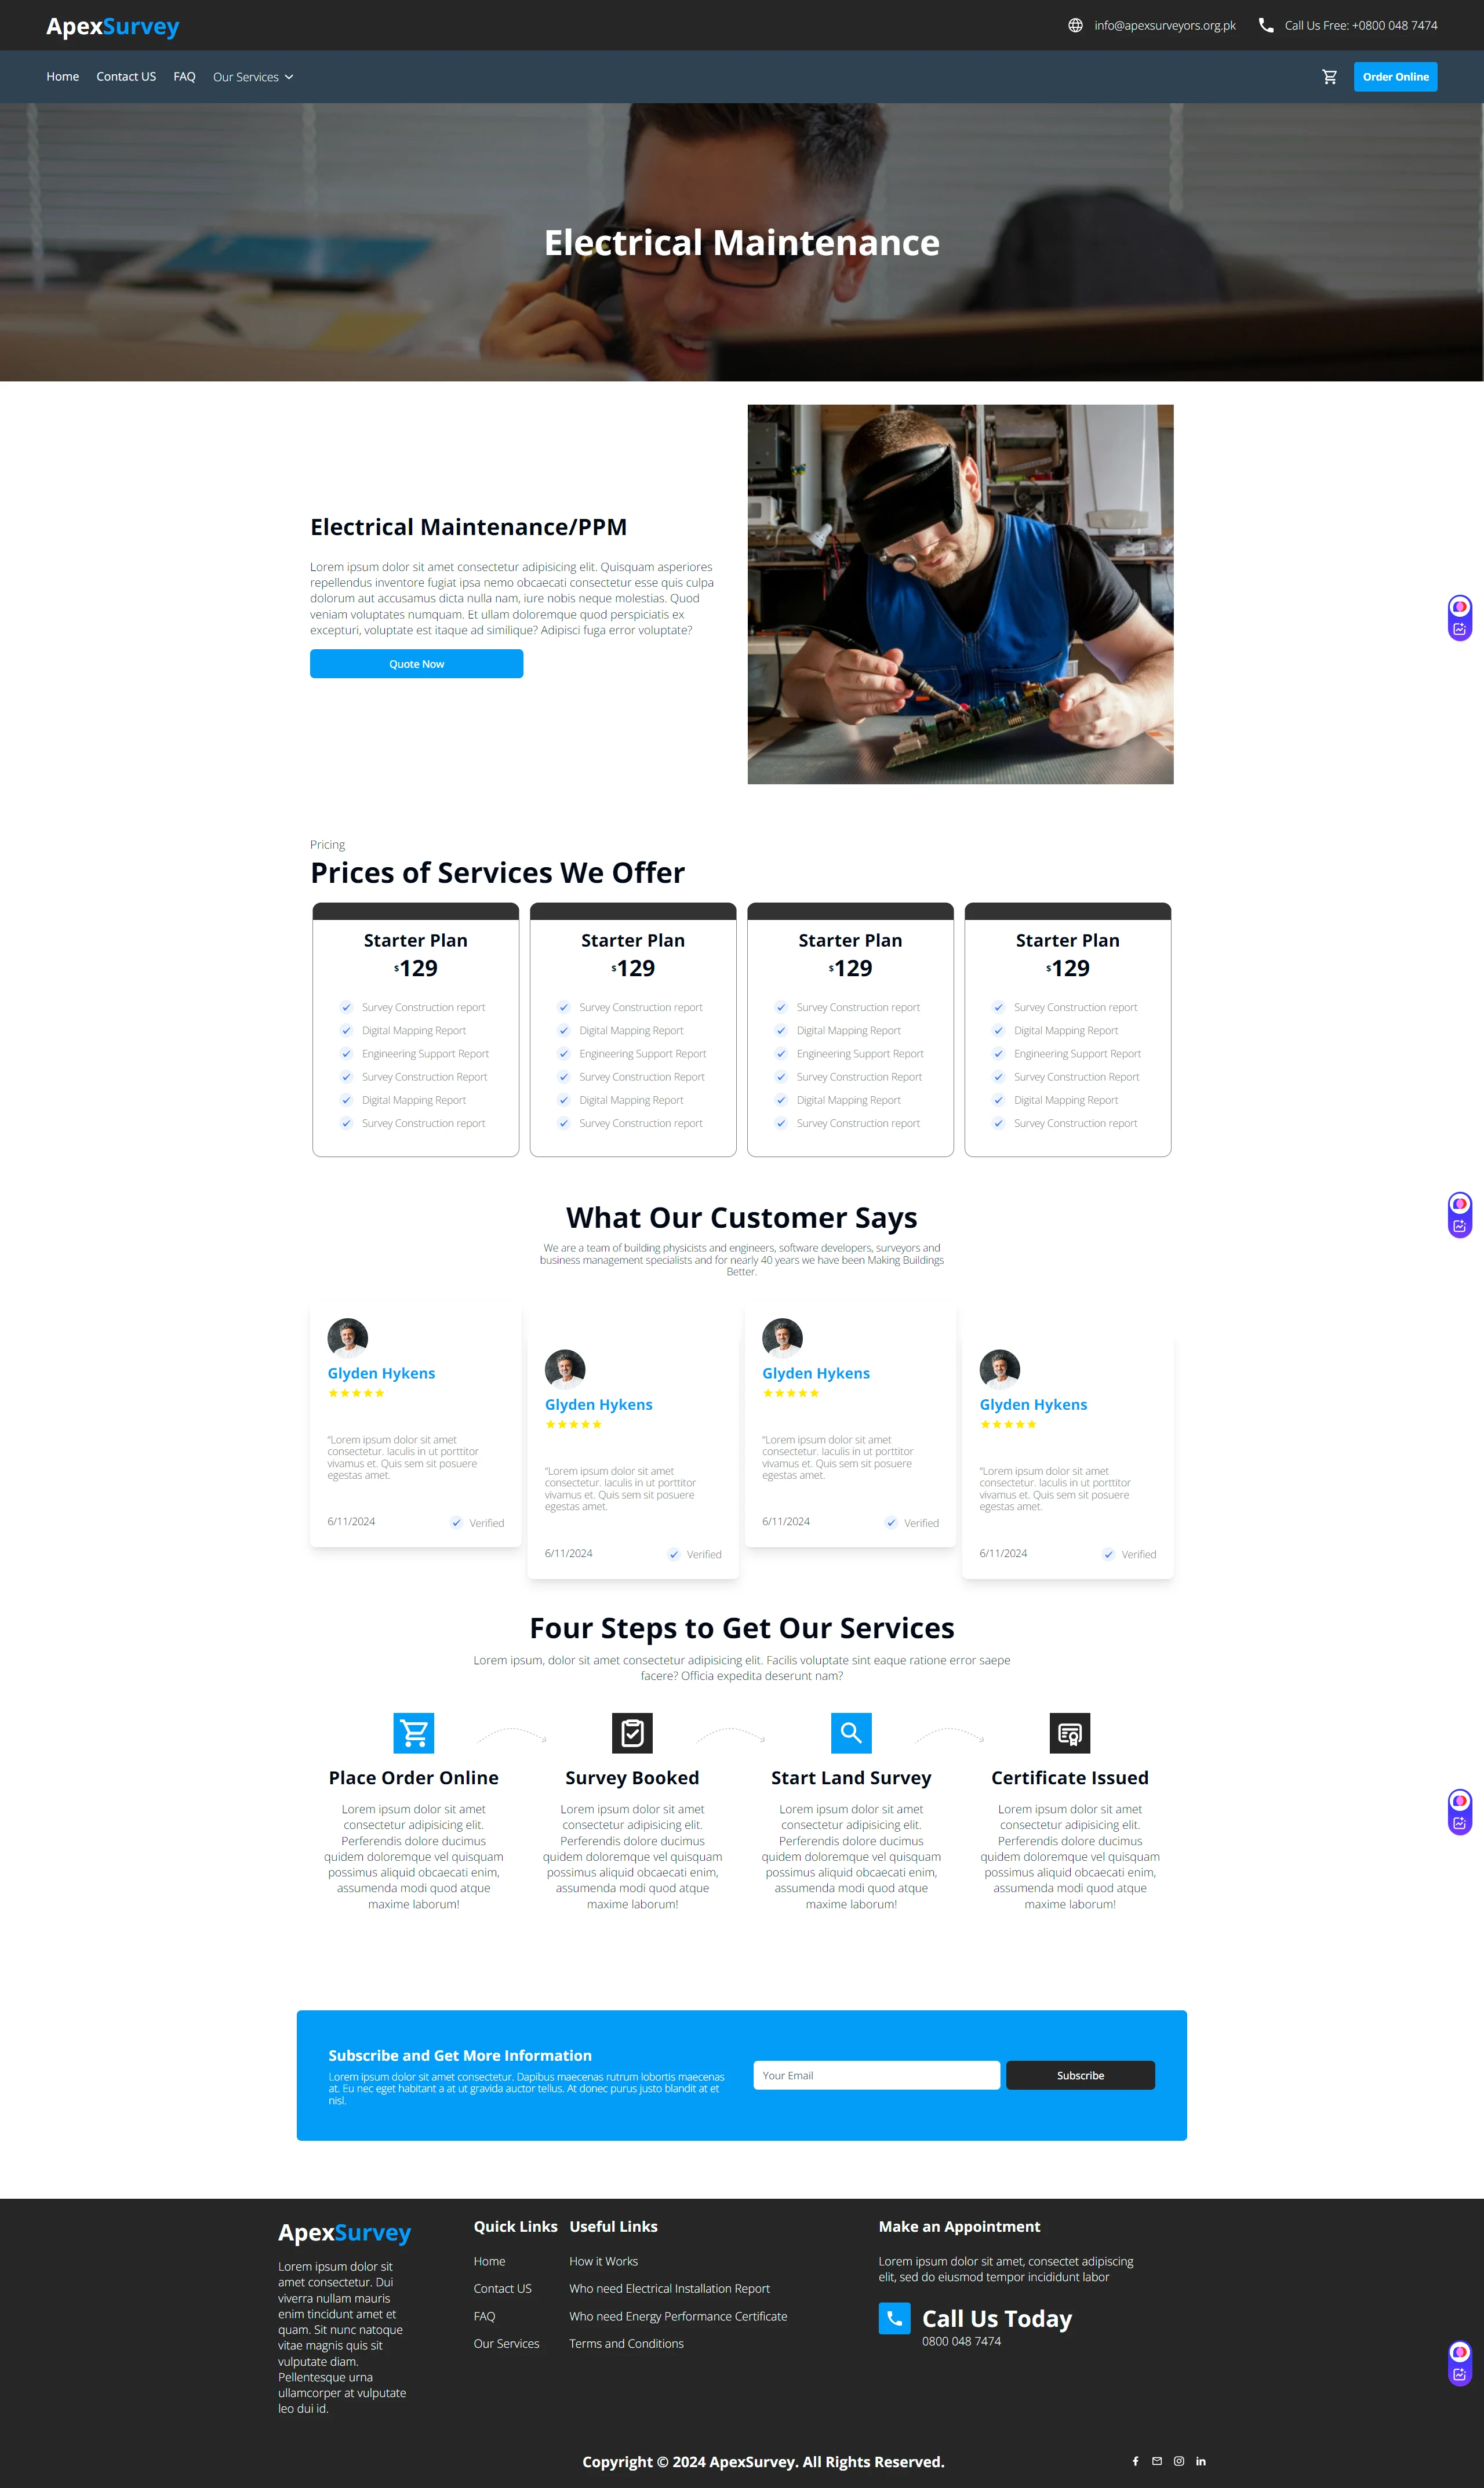 ApexSurvey
info@apexsurveyors.org.pk
Call Us Free: +0800 048 7474
Home
Contact US
FAQ
Our Services
Order Online
Electrical Maintenance
Electrical Maintenance/PPM
Lorem ipsum dolor sit amet consectetur adipisicing elit. Quisquam asperiores
repellendus inventore fugiat ipsa nemo obcaecati consectetur esse quis culpa
dolorum aut accusamus dicta nulla nam, iure nobis neque molestias. Quod
veniam voluptates numquam. Et ullam doloremque quod perspiciatis ex
excepturi, voluptate est itaque ad similique? Adipisci fuga error voluptate?
Quote Now
Pricing
Prices of Services We Offer
Starter Plan
$129
Survey Construction report
Digital Mapping Report
Engineering Support Report
Survey Construction Report
Digital Mapping Report
Survey Construction report
Starter Plan
$129
Survey Construction report
Digital Mapping Report
Engineering Support Report
Survey Construction Report
Digital Mapping Report
Survey Construction report
Starter Plan
$129
Survey Construction report
Digital Mapping Report
Engineering Support Report
Survey Construction Report
Digital Mapping Report
Survey Construction report
Starter Plan
$129
Survey Construction report
Digital Mapping Report
Engineering Support Report
Survey Construction Report
Digital Mapping Report
Survey Construction report
What Our Customer Says
We are a team of building physicists and engineers, software developers, surveyors and
business management specialists and for nearly 40 years we have been Making Buildings
Better.
Glyden Hykens
"Lorem ipsum dolor sit amet
consectetur. Iaculis in ut porttitor
vivamus et. Quis sem sit posuere
egestas amet.
6/11/2024
Verified
Glyden Hykens
"Lorem ipsum dolor sit amet
consectetur. Iaculis in ut porttitor
vivamus et. Quis sem sit posuere
egestas amet.
6/11/2024
Verified
Glyden Hykens
"Lorem ipsum dolor sit amet
consectetur. Iaculis in ut porttitor
vivamus et. Quis sem sit posuere
egestas amet.
6/11/2024
Verified
Glyden Hykens
"Lorem ipsum dolor sit amet
consectetur. Iaculis in ut porttitor
vivamus et. Quis sem sit posuere
egestas amet.
6/11/2024
Verified
Four Steps to Get Our Services
Lorem ipsum, dolor sit amet consectetur adipisicing elit. Facilis voluptate sint eaque ratione error saepe
facere? Officia expedita deserunt nam?
Place Order Online
Lorem ipsum dolor sit amet
consectetur adipisicing elit.
Perferendis dolore ducimus
quidem doloremque vel quisquam
possimus aliquid obcaecati enim,
assumenda modi quod atque
maxime laborum!
Survey Booked
Lorem ipsum dolor sit amet
consectetur adipisicing elit.
Perferendis dolore ducimus
quidem doloremque vel quisquam
possimus aliquid obcaecati enim,
assumenda modi quod atque
maxime laborum!
Start Land Survey
Lorem ipsum dolor sit amet
consectetur adipisicing elit.
Perferendis dolore ducimus
quidem doloremque vel quisquam
possimus aliquid obcaecati enim,
assumenda modi quod atque
maxime laborum!
Certificate Issued
Lorem ipsum dolor sit amet
consectetur adipisicing elit.
Perferendis dolore ducimus
quidem doloremque vel quisquam
possimus aliquid obcaecati enim,
assumenda modi quod atque
maxime laborum!
Subscribe and Get More Information
Lorem ipsum dolor sit amet consectetur. Dapibus maecenas rutrum lobortis maecenas
at. Eu nec eget habitant a at ut gravida auctor tellus. At donec purus justo blandit at et
nisl.
Your Email
Subscribe
ApexSurvey
Lorem ipsum dolor sit
amet consectetur. Dui
viverra nullam mauris
enim tincidunt amet et
quam. Sit nunc natoque
vitae magnis quis sit
vulputate diam.
Pellentesque urna
ullamcorper at vulputate
leo dui id.
Quick Links
Home
Contact US
FAQ
Our Services
Useful Links
How it Works
Who need Electrical Installation Report
Who need Energy Performance Certificate
Terms and Conditions
Make an Appointment
Lorem ipsum dolor sit amet, consectet adipiscing
elit, sed do eiusmod tempor incididunt labor
Call Us Today
0800 048 7474
Copyright © 2024 ApexSurvey. All Rights Reserved.